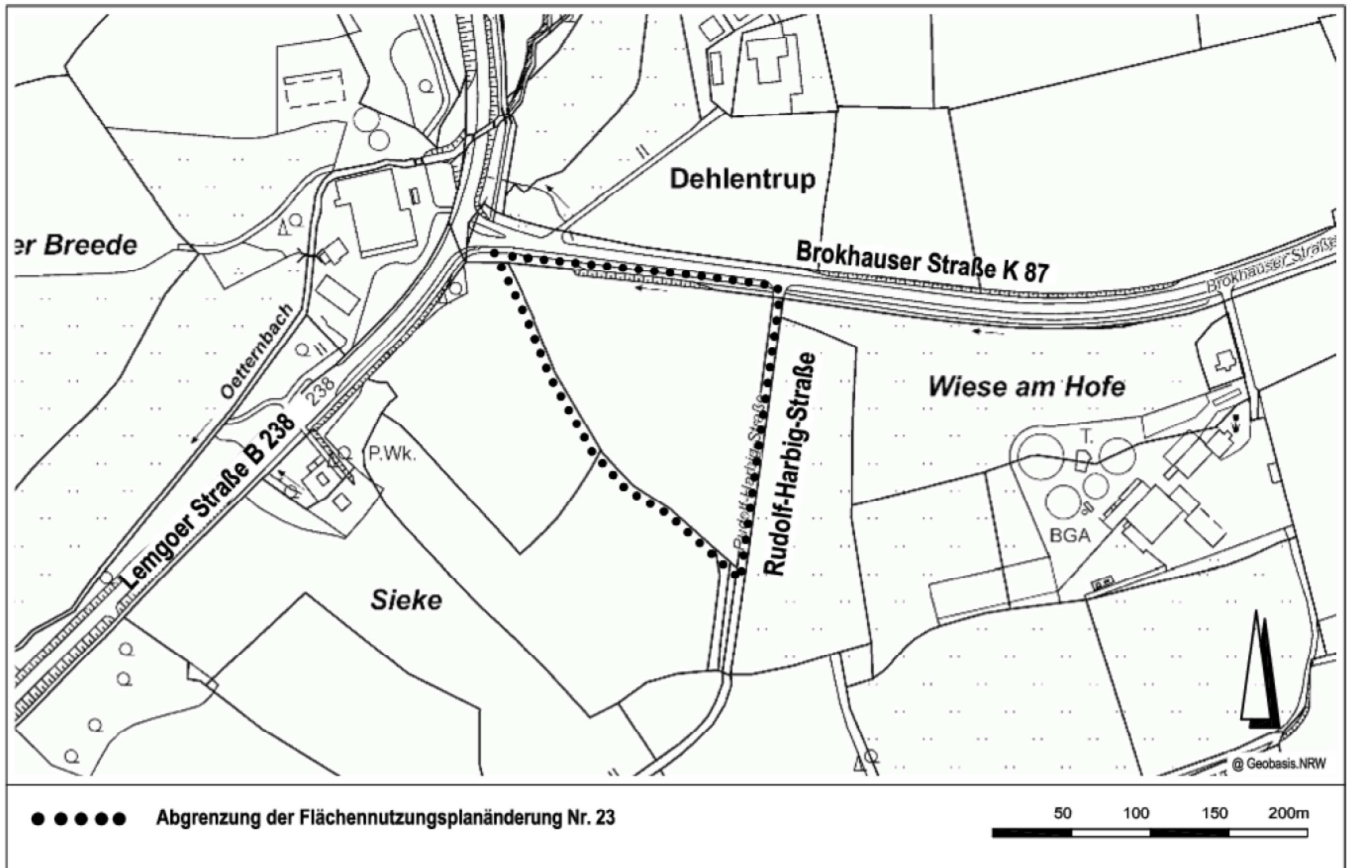 Dehlentrup
er Breede
Brokhauser Straße K 87
Brokhauser Straße
Oetternbach
238
Lemgoer Straße B 238
P.Wk.
Rudolf-Harbig-Straße
Rudolf-Harbig-Straße
Wiese am Hofe
T.
BGA
Sieke
@ Geobasis.NRW
Abgrenzung der Flächennutzungsplanänderung Nr. 23
50 100 150 200m